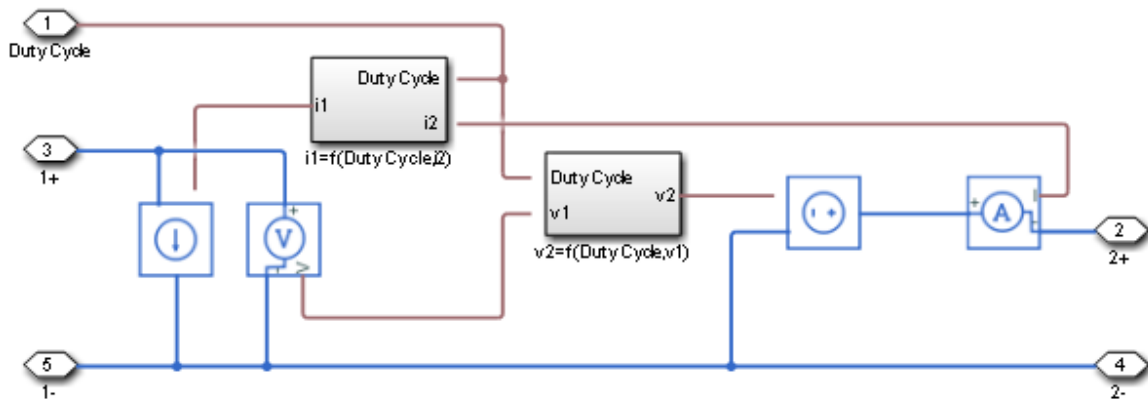 1
Duty Cycle
Duty Cycle
i1
i2
i1=f(Duty Cycle,i2)
3
1+
Duty Cycle
v1
v2
v2=f(Duty Cycle,v1)
+
V
V
- +
+
A
I
-
2
2+
5
1-
4
2-